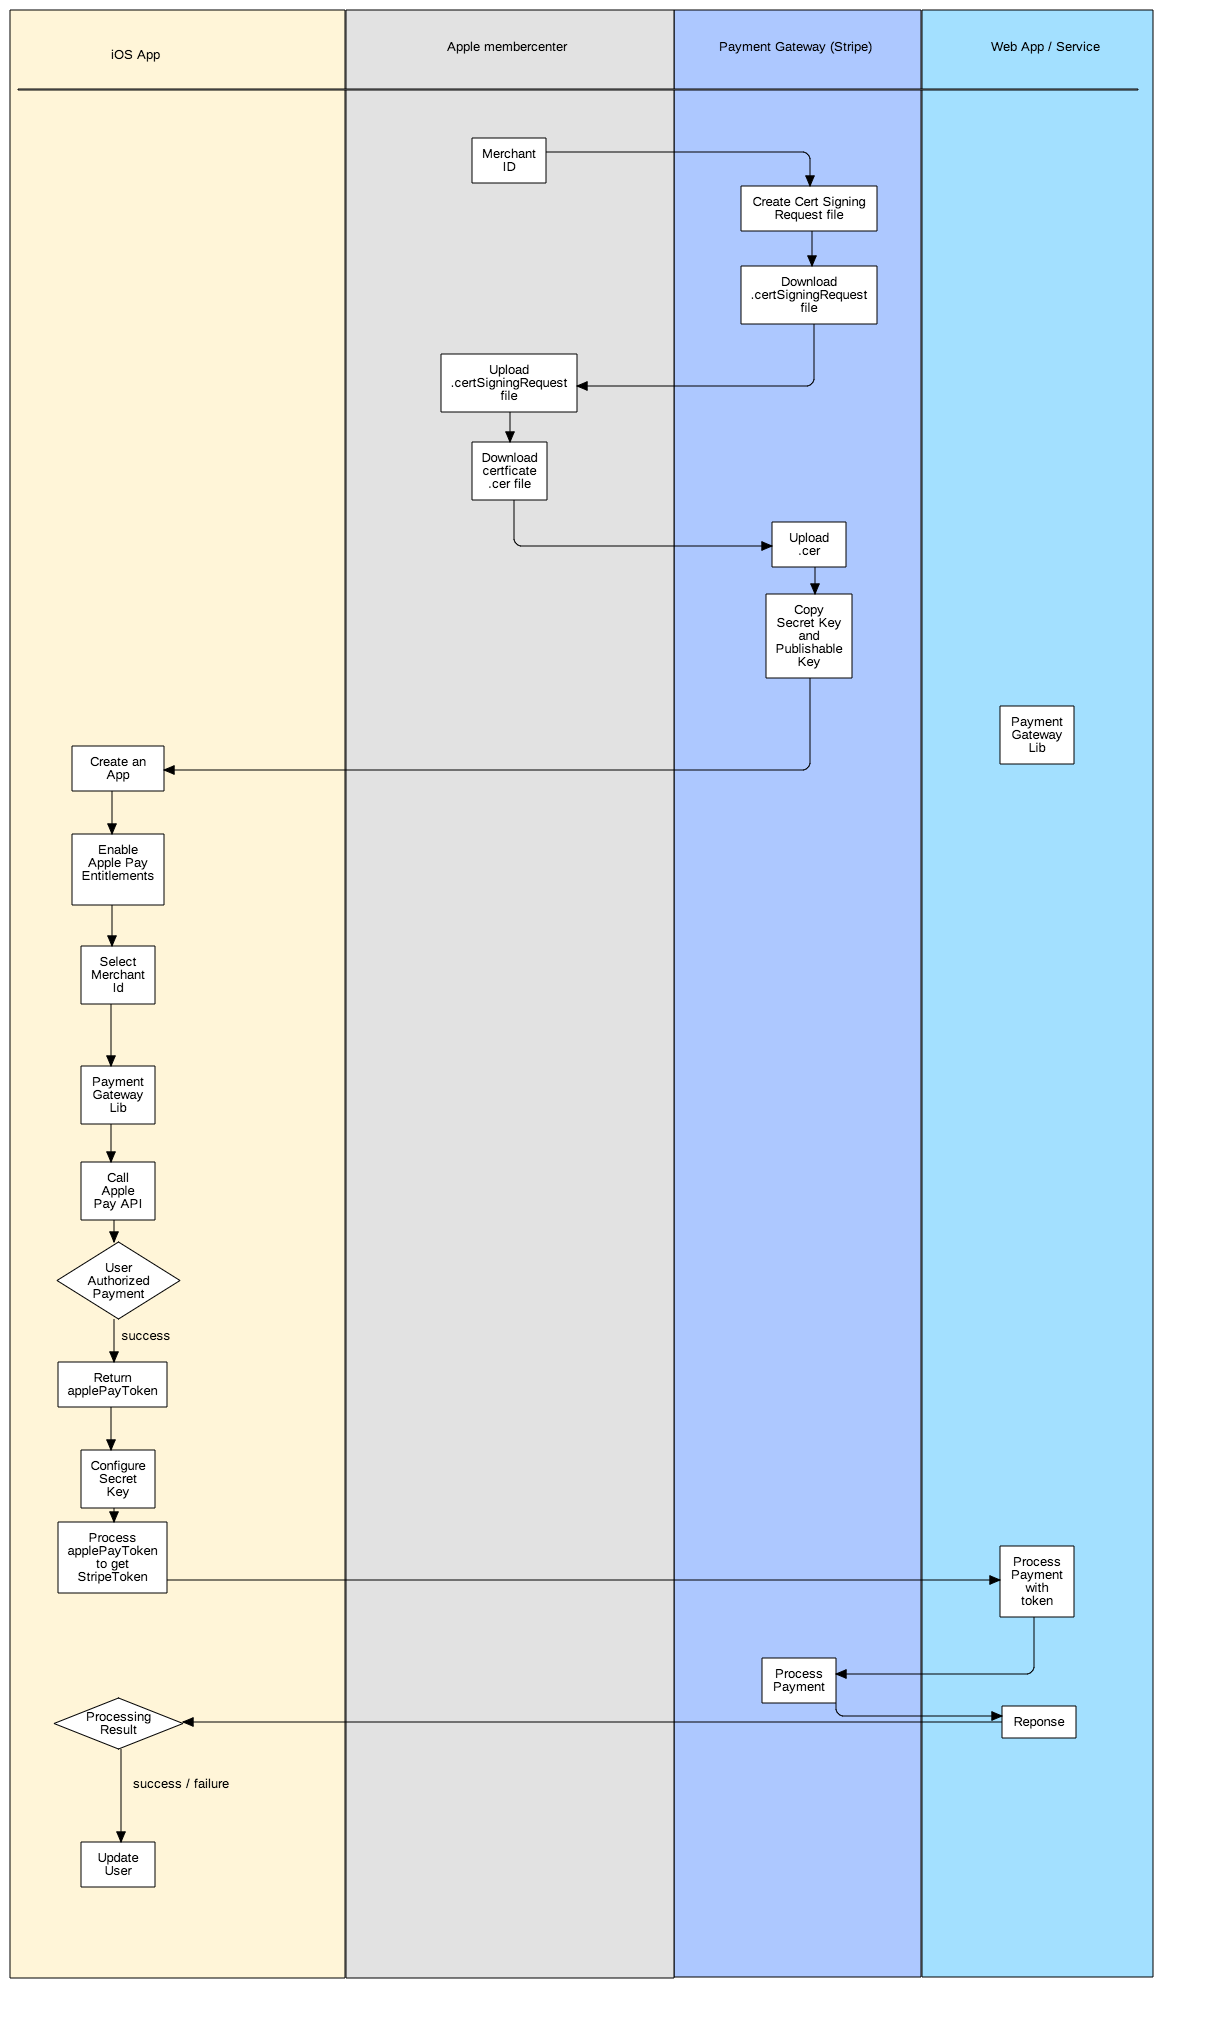 iOS App
Apple membercenter
Payment Gateway (Stripe)
Web App / Service
Merchant
ID
Create Cert Signing
Request file
Download
.certSigningRequest
file
Upload
.certSigningRequest
file
Download
certficate
.cer file
Upload
.cer
Copy
Secret Key
and
Publishable
Key
Payment
Gateway
Lib
Create an
App
Enable
Apple Pay
Entitlements
Select
Merchant
Id
Payment
Gateway
Lib
Call
Apple
Pay API
User
Authorized
Payment
success
Return
applePayToken
Configure
Secret
Key
Process
applePayToken
to get
StripeToken
Process
Payment
with
token
Process
Payment
Reponse
Processing
Result
success / failure
Update
User